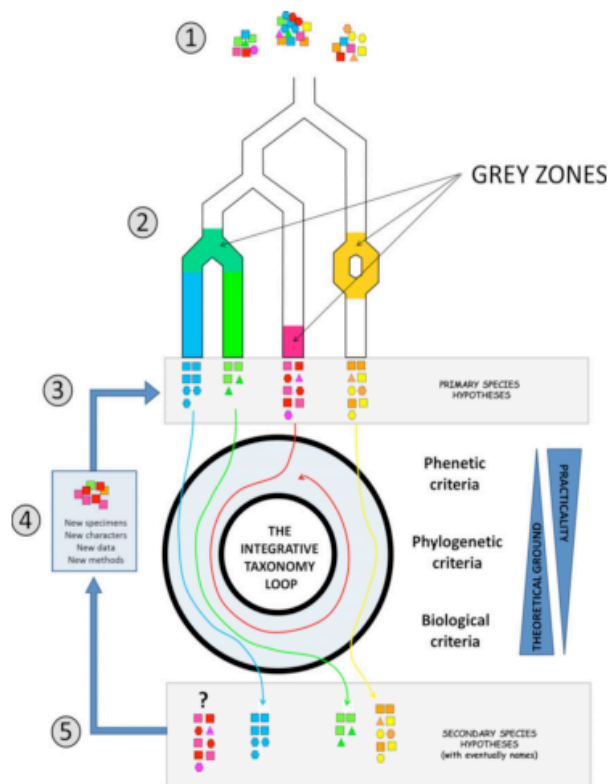 1
GREY ZONES
2
3
PRIMARY SPECIES
HYPOTHESES
4
New specimens
New characters
New data
New methods
THE
INTEGRATIVE
TAXONOMY
LOOP
Phenetic
criteria
Phylogenetic
criteria
Biological
criteria
THEORETICAL GROUND
PRACTICALITY
5
?
SECONDARY SPECIES
HYPOTHESES
(with eventually names)